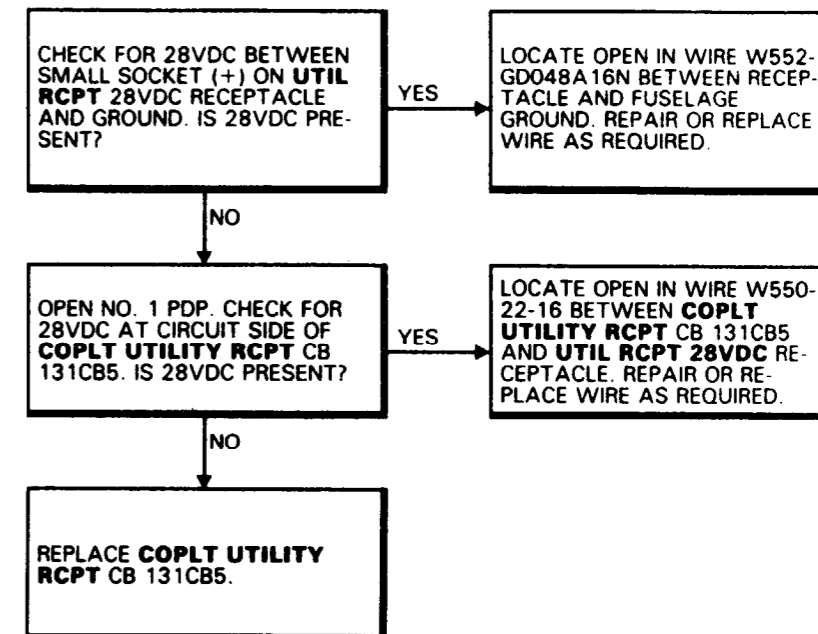 CHECK FOR 28VDC BETWEEN
SMALL SOCKET (+) ON UTIL
RCPT 28VDC RECEPTACLE
AND GROUND. IS 28VDC PRE-
SENT?
YES
LOCATE OPEN IN WIRE W552-
GD048A16N BETWEEN RECEP-
TACLE AND FUSELAGE
GROUND. REPAIR OR REPLACE
WIRE AS REQUIRED.
NO
OPEN NO. 1 PDP. CHECK FOR
28VDC AT CIRCUIT SIDE OF
COPLT UTILITY RCPT CB
131CB5. IS 28VDC PRESENT?
YES
LOCATE OPEN IN WIRE W550-
22-16 BETWEEN COPLT
UTILITY RCPT CB 131CB5
AND UTIL RCPT 28VDC RE-
CEPTACLE. REPAIR OR RE-
PLACE WIRE AS REQUIRED.
NO
REPLACE COPLT UTILITY
RCPT CB 131CB5.